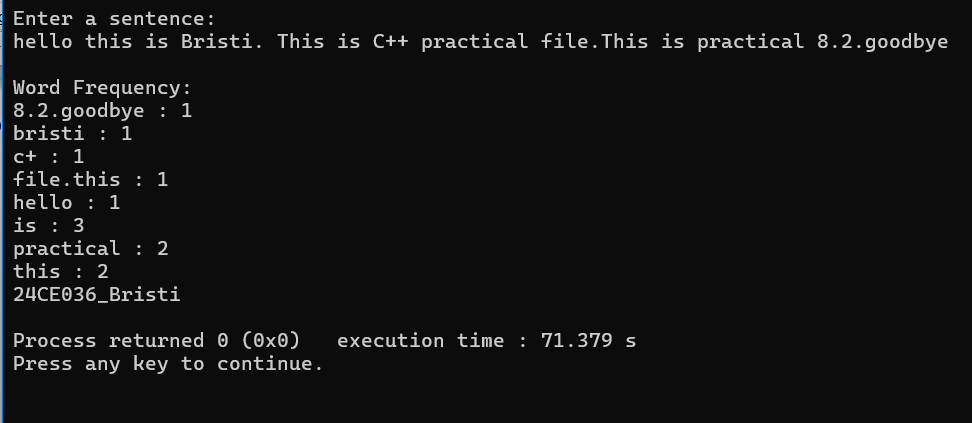 Enter a sentence:
hello this is Bristi. This is C++ practical file.This is practical 8.2.goodbye
Word Frequency:
8.2.goodbye : 1
bristi : 1
c+ : 1
file.this : 1
hello : 1
is : 3
practical : 2
this : 2
24CE036_Bristi
Process returned 0 (0x0)   execution time : 71.379 s
Press any key to continue.